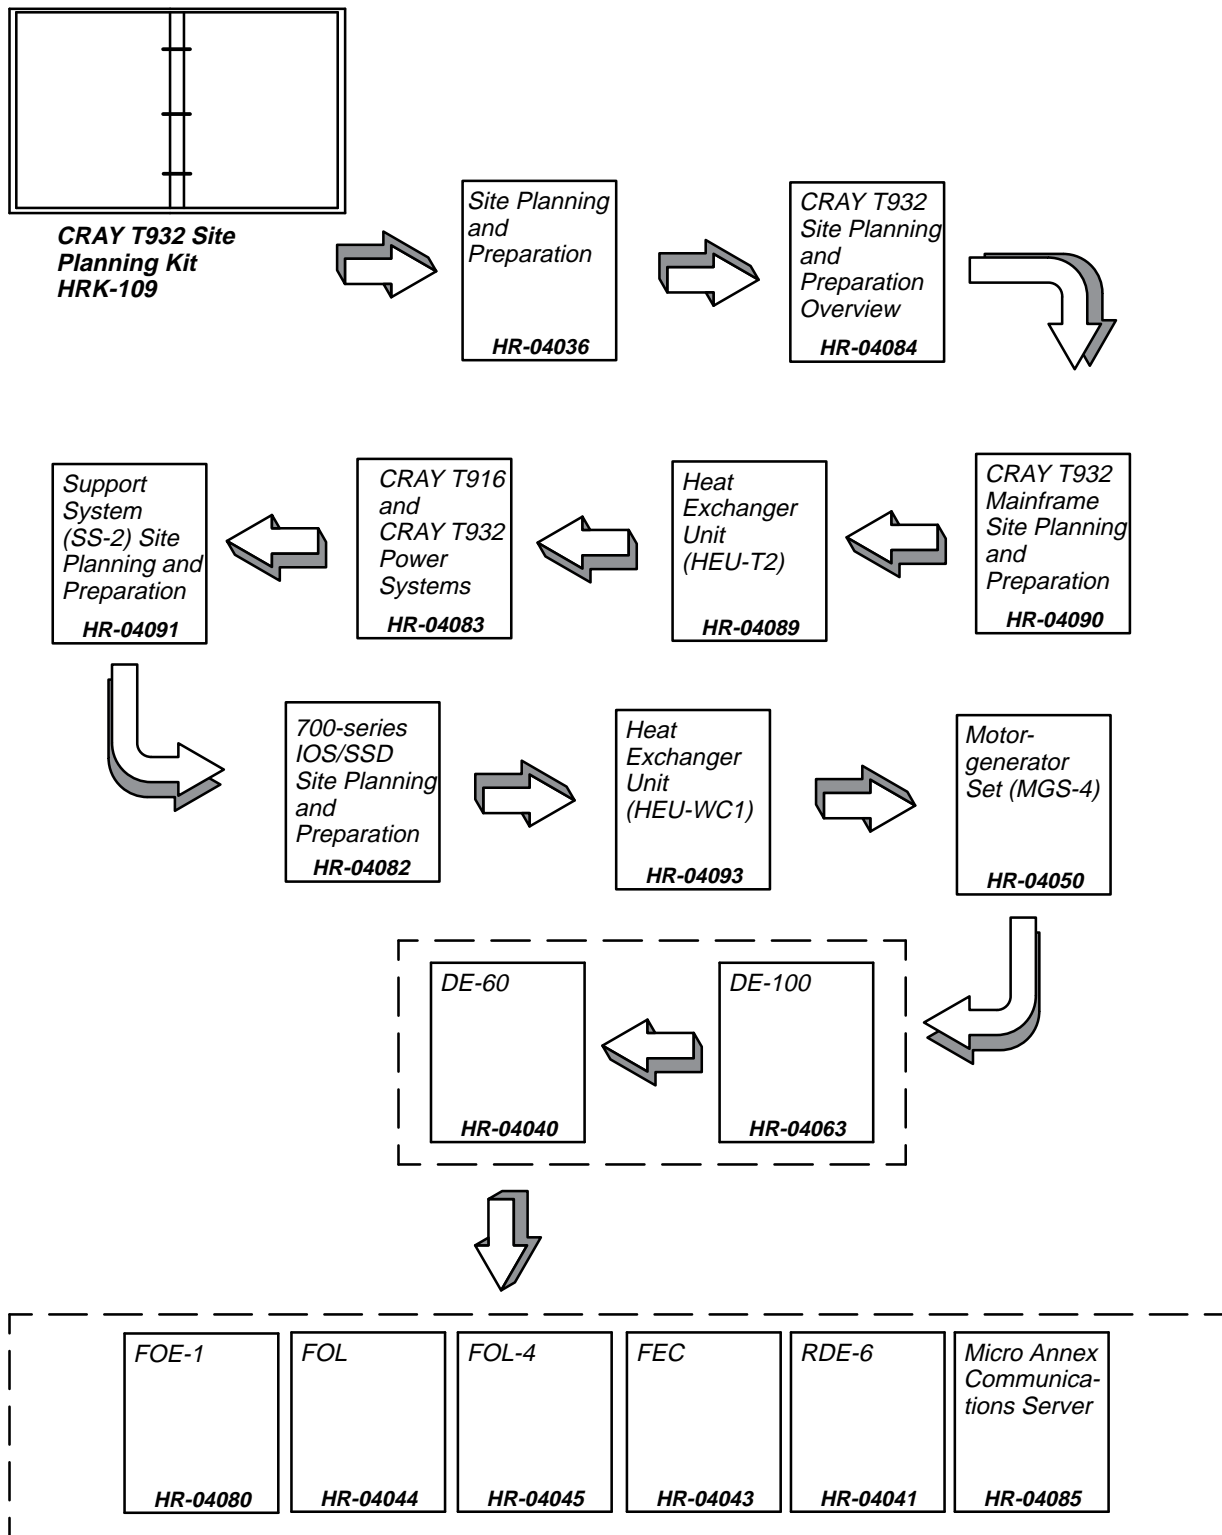 CRAY T932 Site
Planning Kit
HRK-109
Site Planning
and
Preparation
HR-04036
CRAY T932
Site Planning
and
Preparation
Overview
HR-04084
CRAY T932
Mainframe
Site Planning
and
Preparation
HR-04090
Heat
Exchanger
Unit
(HEU-T2)
HR-04089
CRAY T916
and
CRAY T932
Power
Systems
HR-04083
Support
System
(SS-2) Site
Planning and
Preparation
HR-04091
700-series
IOS/SSD
Site Planning
and
Preparation
HR-04082
Heat
Exchanger
Unit
(HEU-WC1)
HR-04093
Motor-
generator
Set (MGS-4)
HR-04050
DE-100
HR-04063
DE-60
HR-04040
FOE-1
HR-04080
FOL
HR-04044
FOL-4
HR-04045
FEC
HR-04043
RDE-6
HR-04041
Micro Annex
Communica-
tions Server
HR-04085